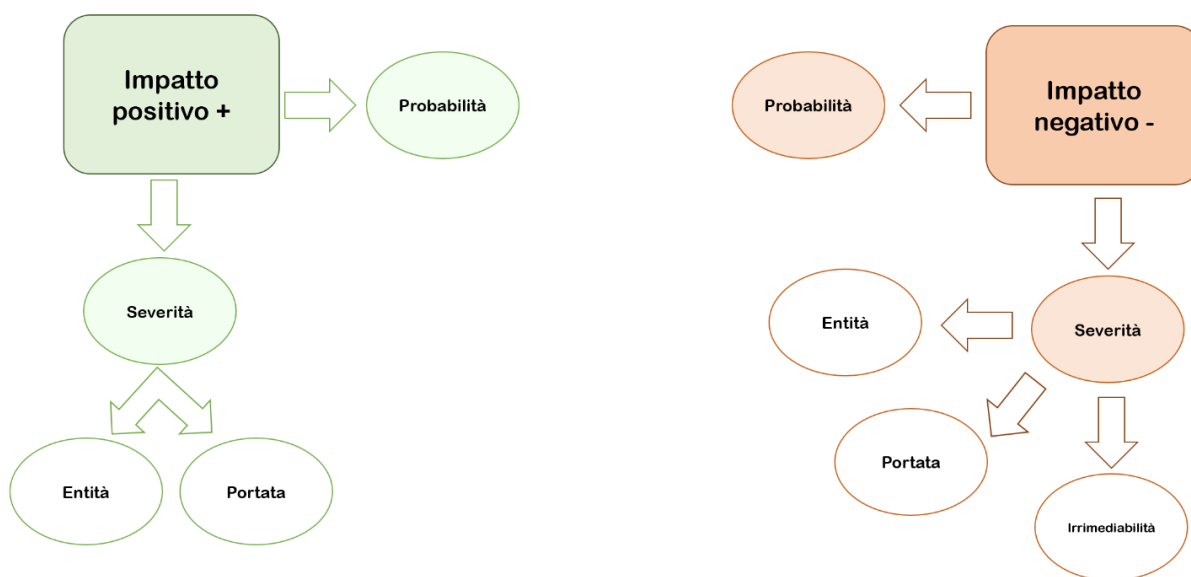 Impatto
positivo +
Probabilità
Severità
Entità
Portata
Impatto
negativo -
Probabilità
Severità
Entità
Portata
Irrimediabilità